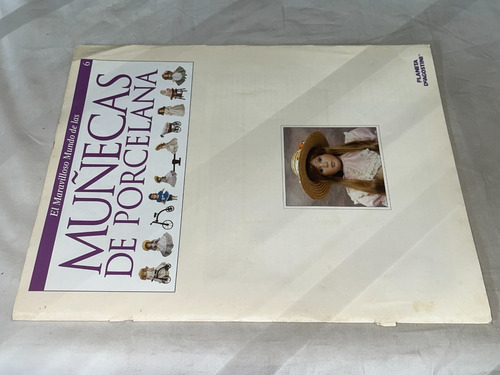 El Maravilloso Mundo de las
6
MUÑECAS
DE PORCELANA
PLANETA
DeAGOSTINI